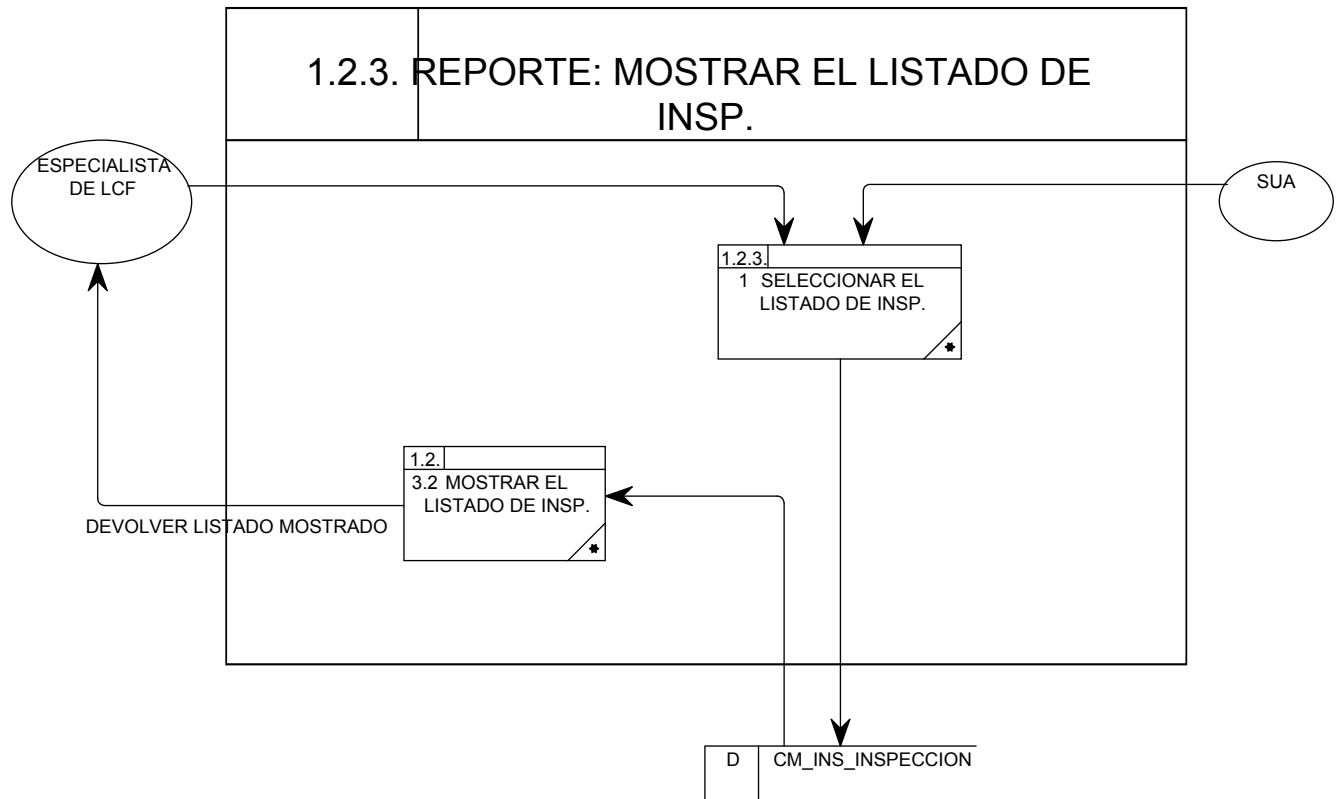 1.2.3. REPORTE: MOSTRAR EL LISTADO DE
INSP.
ESPECIALISTA
DE LCF
SUA
1.2.3.
1 SELECCIONAR EL
LISTADO DE INSP.
*
1.2.
3.2 MOSTRAR EL
LISTADO DE INSP.
*
DEVOLVER LISTADO MOSTRADO
D CM_INS_INSPECCION